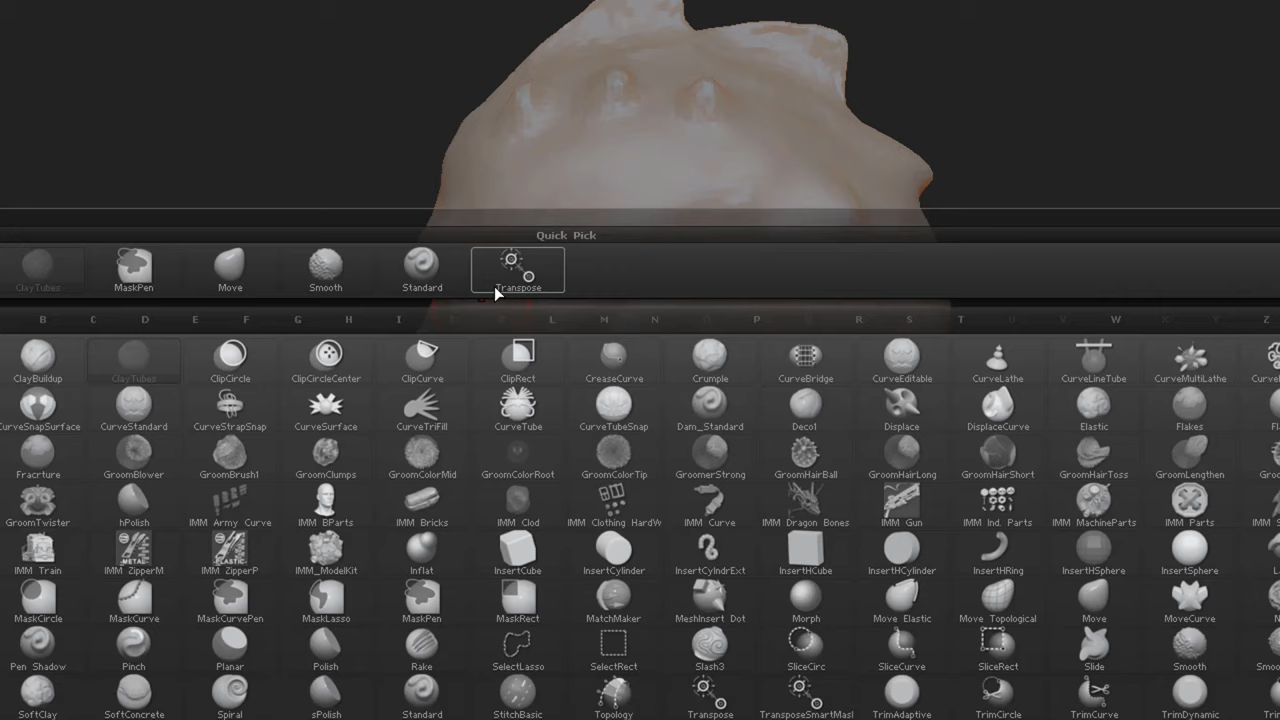 Quick Pick
ClayTubes MaskPen Move Smooth Standard Transpose
B C D E F G H I L M N P R S T W Z
ClayBuildup ClayTubes ClipCircle ClipCircleCenter ClipCurve ClipRect CreaseCurve Crumple CurveBridge CurveEditable CurveLathe CurveLineTube CurveMultiLathe
CurveSnapSurface CurveStandard CurveStrapSnap CurveSurface CurveTriFill CurveTube CurveTubeSnap Dam_Standard Deco1 Displace DisplaceCurve Elastic Flakes
Fracrture GroomBlower GroomBrush1 GroomClumps GroomColorMid GroomColorRoot GroomColorTip GroomerStrong GroomHairBall GroomHairLong GroomHairShort GroomHairToss GroomLengthen
GroomTwister hPolish IMM Army Curve IMM BParts IMM Bricks IMM Clod IMM Clothing HardW IMM Curve IMM Dragon Bones IMM Gun IMM Ind. Parts IMM MachineParts IMM Parts
IMM Train IMM ZipperM IMM ZipperP IMM_ModelKit Inflat InsertCube InsertCylinder InsertCylndrExt InsertHCube InsertHCylinder InsertHRing InsertHSphere InsertSphere
MaskCircle MaskCurve MaskCurvePen MaskLasso MaskPen MaskRect MatchMaker MeshInsert Dot Morph Move Elastic Move Topological Move MoveCurve
Pen Shadow Pinch Planar Polish Rake SelectLasso SelectRect Slash3 SliceCirc SliceCurve SliceRect Slide Smooth
SoftClay SoftConcrete Spiral sPolish Standard StitchBasic Topology Transpose TransposeSmartMasl TrimAdaptive TrimCircle TrimCurve TrimDynamic